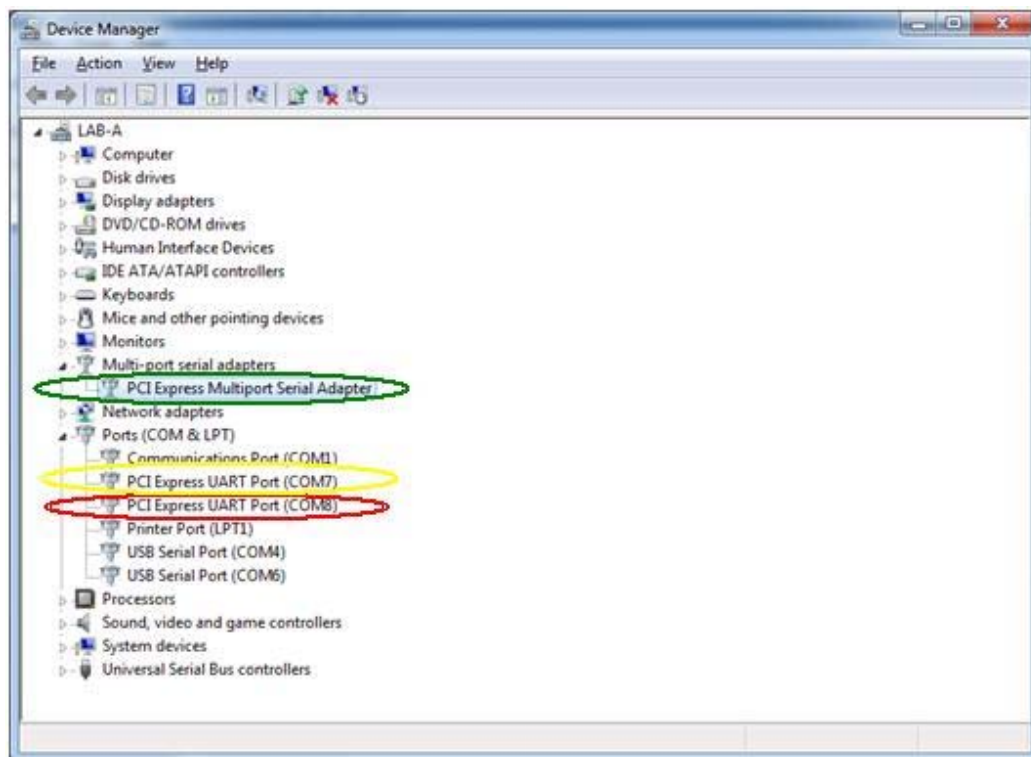 Device Manager
File Action View Help
LAB-A
Computer
Disk drives
Display adapters
DVD/CD-ROM drives
Human Interface Devices
IDE ATA/ATAPI controllers
Keyboards
Mice and other pointing devices
Monitors
Multi-port serial adapters
PCI Express Multiport Serial Adapter
Network adapters
Ports (COM & LPT)
Communications Port (COM1)
PCI Express UART Port (COM7)
PCI Express UART Port (COM8)
Printer Port (LPT1)
USB Serial Port (COM4)
USB Serial Port (COM6)
Processors
Sound, video and game controllers
System devices
Universal Serial Bus controllers